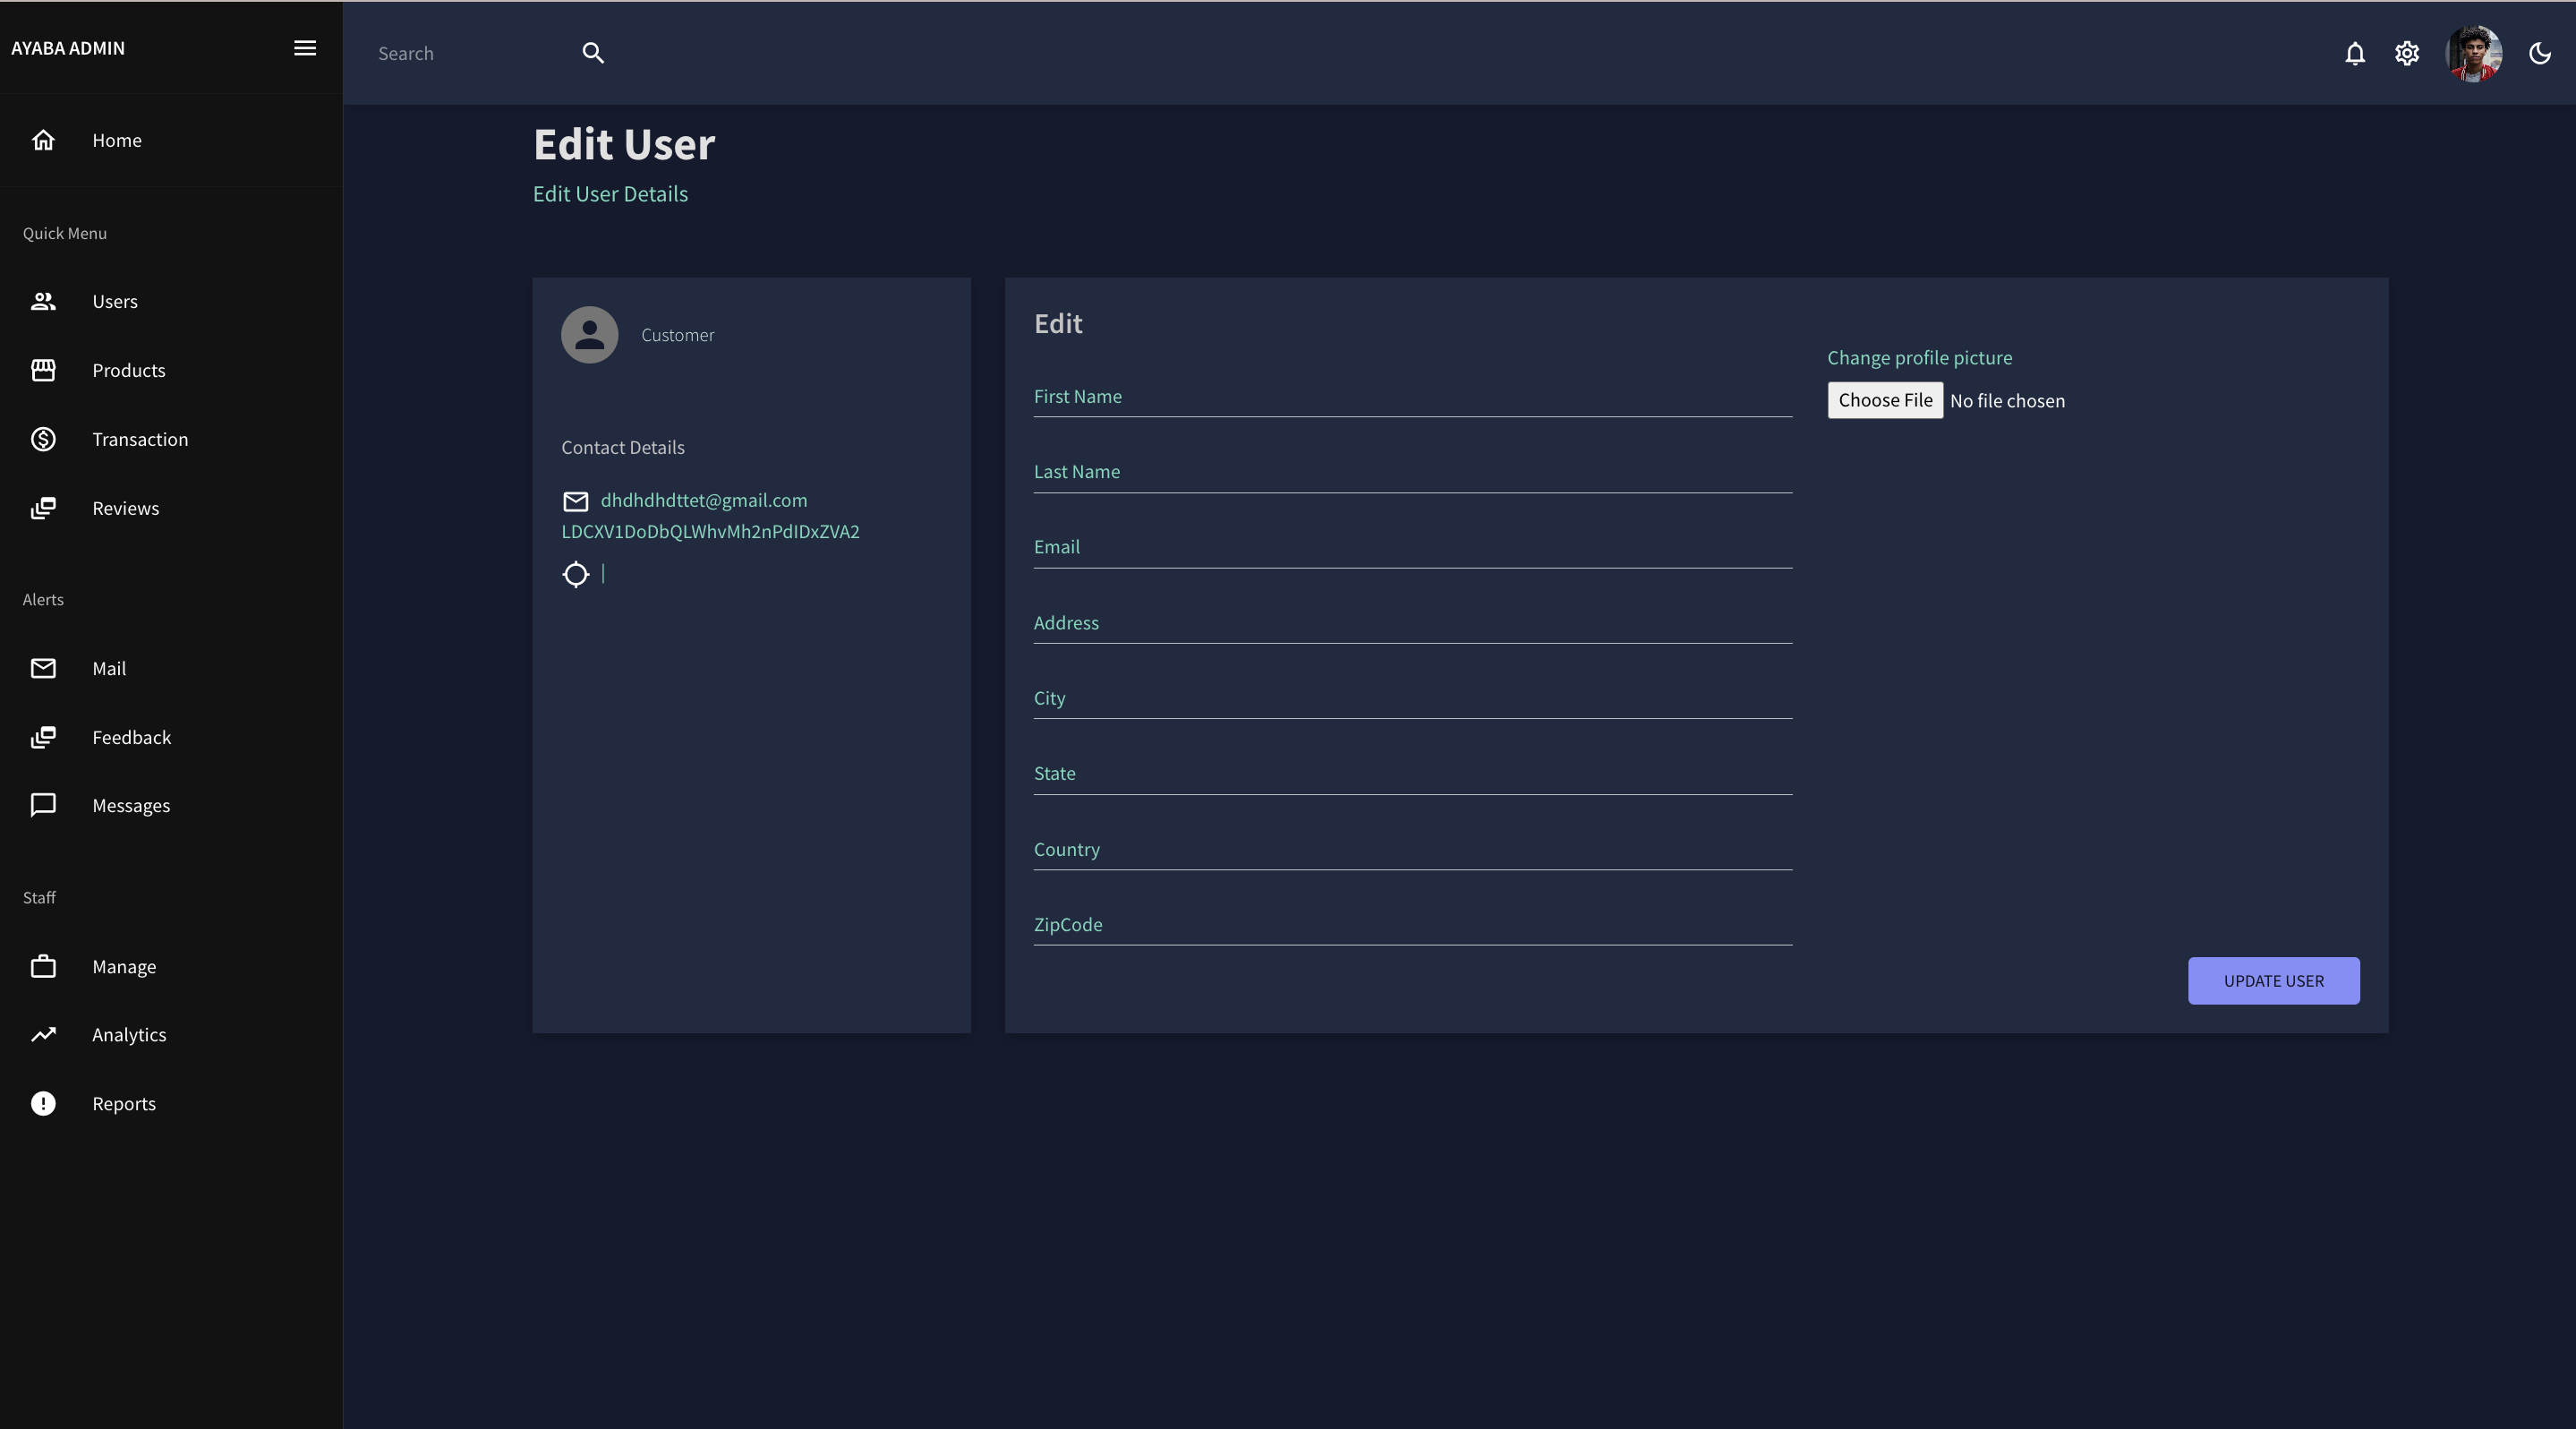 AYABA ADMIN
Search
Home
Quick Menu
Users
Products
Transaction
Reviews
Alerts
Mail
Feedback
Messages
Staff
Manage
Analytics
Reports
Edit User
Edit User Details
Customer
Contact Details
dhdhdhdttet@gmail.com
LDCXV1DoDbQLWhvMh2nPdIDxZVA2
|
Edit
First Name
Last Name
Email
Address
City
State
Country
ZipCode
Change profile picture
Choose File No file chosen
UPDATE USER